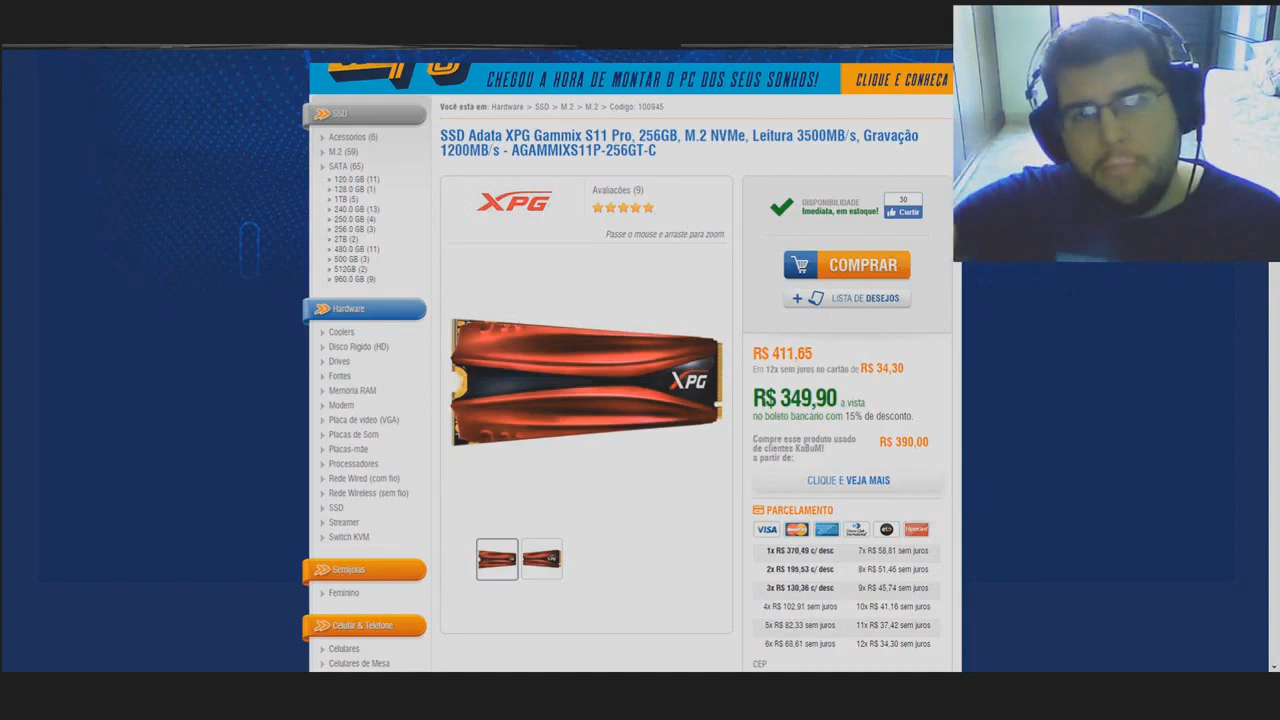 CHEGOU A HORA DE MONTAR O PC DOS SEUS SONHOS!
CLIQUE E CONHEÇA
SSD
Acessórios (6)
M.2 (59)
SATA (65)
» 120.0 GB (11)
» 128.0 GB (1)
» 1TB (5)
» 240.0 GB (13)
» 250.0 GB (4)
» 256.0 GB (3)
» 2TB (2)
» 480.0 GB (11)
» 500 GB (3)
» 512GB (2)
» 960.0 GB (9)
Hardware
Coolers
Disco Rigido (HD)
Drives
Fontes
Memoria RAM
Modem
Placa de video (VGA)
Placas de Som
Placas-mãe
Processadores
Rede Wired (com fio)
Rede Wireless (sem fio)
SSD
Streamer
Switch KVM
Semijoias
Feminino
Celular & Telefone
Celulares
Celulares de Mesa
Você esta em: Hardware > SSD > M.2 > M.2 > Código: 100945
SSD Adata XPG Gammix S11 Pro, 256GB, M.2 NVMe, Leitura 3500MB/s, Gravação
1200MB/s - AGAMMIXS11P-256GT-C
XPG
Avaliacões (9)
Passe o mouse e arraste para zoom.
XPG
DISPONIBILIDADE
Imediata, em estoque!
30
Curtir
COMPRAR
+ LISTA DE DESEJOS
R$ 411,65
Em 12x sem juros no cartão de R$ 34,30
R$ 349,90 a vista
no boleto bancário com 15% de desconto.
Compre esse produto usado
de clientes KaBuM!
a partir de:
R$ 390,00
CLIQUE E VEJA MAIS
PARCELAMENTO
VISA
elo
Hipercard
1x R$ 370,49 c/ desc 7x R$ 58,81 sem juros
2x R$ 195,53 c/ desc 8x R$ 51,46 sem juros
3x R$ 130,36 c/ desc 9x R$ 45,74 sem juros
4x R$ 102,91 sem juros 10x R$ 41,16 sem juros
5x R$ 82,33 sem juros 11x R$ 37,42 sem juros
6x R$ 68,61 sem juros 12x R$ 34,30 sem juros
CEP